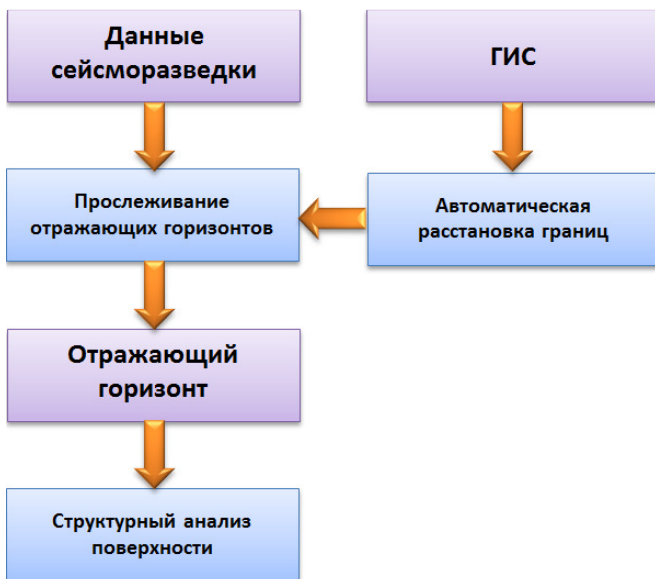 Данные
сейсморазведки
ГИС
Прослеживание
отражающих горизонтов
Автоматическая
расстановка границ
Отражающий
горизонт
Структурный анализ
поверхности